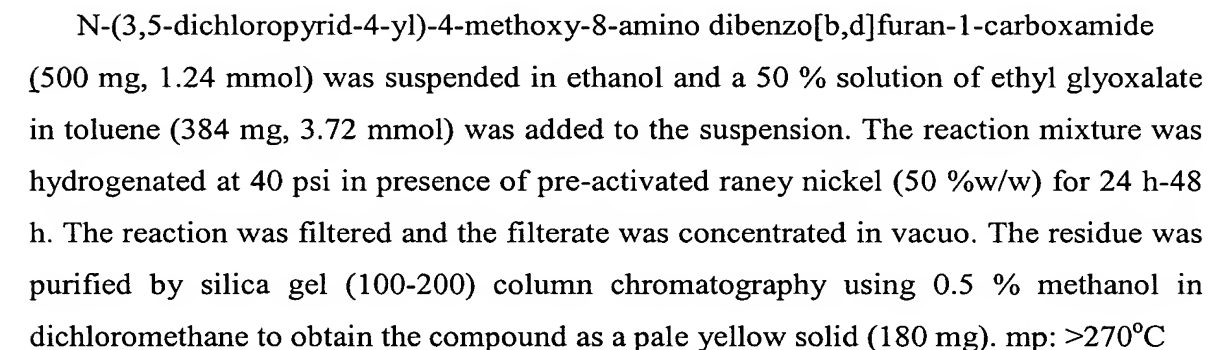 N-(3,5-dichloropyrid-4-yl)-4-methoxy-8-amino dibenzo[b,d]furan-1-carboxamide
(500 mg, 1.24 mmol) was suspended in ethanol and a 50 % solution of ethyl glyoxalate
in toluene (384 mg, 3.72 mmol) was added to the suspension. The reaction mixture was
hydrogenated at 40 psi in presence of pre-activated raney nickel (50 %w/w) for 24 h-48
h. The reaction was filtered and the filterate was concentrated in vacuo. The residue was
purified by silica gel (100-200) column chromatography using 0.5 % methanol in
dichloromethane to obtain the compound as a pale yellow solid (180 mg). mp: >270°C